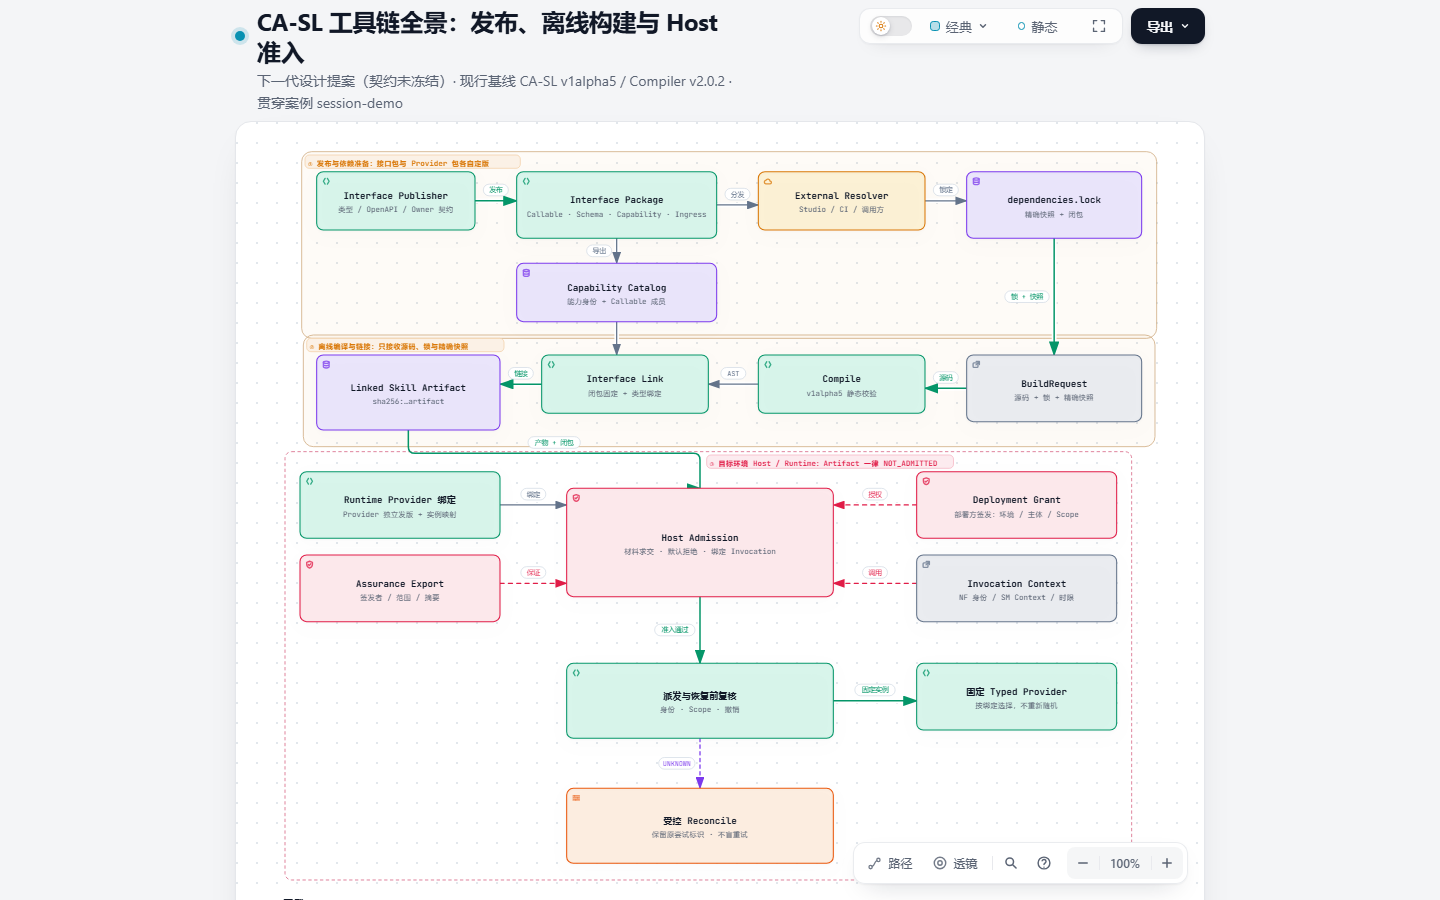 CA-SL 工具链全景：发布、离线构建与 Host
准入
下一代设计提案（契约未冻结）· 现行基线 CA-SL v1alpha5 / Compiler v2.0.2 ·
贯穿案例 session-demo
经典
静态
导出
① 发布与依赖准备：接口包与 Provider 包各自定版
Interface Publisher
类型 / OpenAPI / Owner 契约
发布
Interface Package
Callable · Schema · Capability · Ingress
分发
External Resolver
Studio / CI / 调用方
锁定
dependencies.lock
精确快照 + 闭包
导出
Capability Catalog
能力身份 + Callable 成员
锁 + 快照
② 离线编译与链接：只接收源码、锁与精确快照
Linked Skill Artifact
sha256:…artifact
链接
Interface Link
闭包固定 + 类型绑定
AST
Compile
v1alpha5 静态校验
源码
BuildRequest
源码 + 锁 + 精确快照
产物 + 闭包
③ 目标环境 Host / Runtime：Artifact 一律 NOT_ADMITTED
Runtime Provider 绑定
Provider 独立发版 + 实例映射
绑定
Host Admission
材料求交 · 默认拒绝 · 绑定 Invocation
授权
Deployment Grant
部署方签发：环境 / 主体 / Scope
Assurance Export
签发者 / 范围 / 摘要
保证
调用
Invocation Context
NF 身份 / SM Context / 时限
准入通过
派发与恢复前复核
身份 · Scope · 撤销
固定实例
固定 Typed Provider
按绑定选择，不重新随机
UNKNOWN
受控 Reconcile
保留原尝试标识 · 不盲重试
路径
透镜
100%